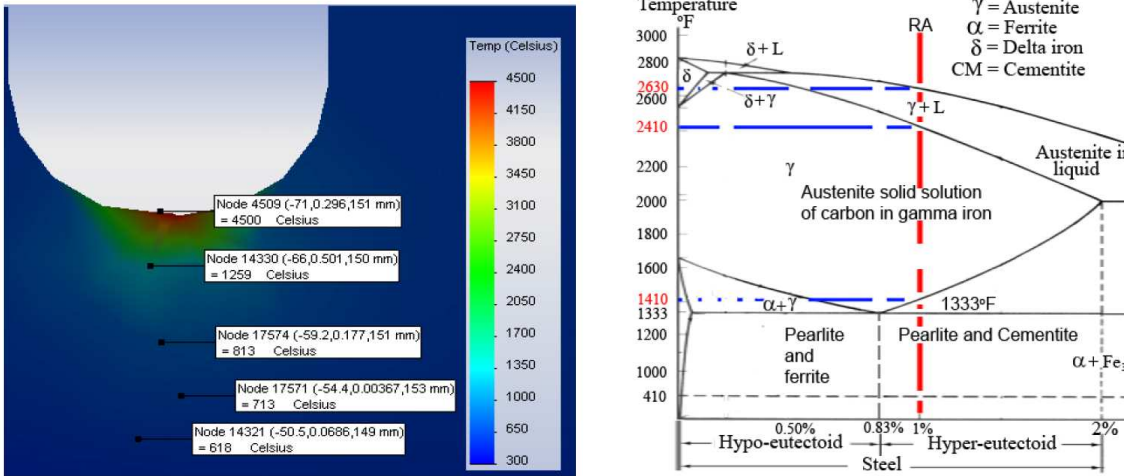 Temp (Celsius)
4500
4150
3800
3450
3100
2750
2400
2050
1700
1350
1000
650
300
Node 4509 (-71,0.296,151 mm)
= 4500 Celsius
Node 14330 (-66,0.501,150 mm)
= 1259 Celsius
Node 17574 (-59.2,0.177,151 mm)
= 813 Celsius
Node 17571 (-54.4,0.00367,153 mm)
= 713 Celsius
Node 14321 (-50.5,0.0686,149 mm)
= 618 Celsius
Temperature
ºF
γ = Austenite
α = Ferrite
δ = Delta iron
CM = Cementite
RA
3000
2800
2630
2600
2410
2200
2000
1800
1600
1410
1333
1200
1000
410
δ+L
δ
δ+γ
γ+L
Austenite in
liquid
γ
Austenite solid solution
of carbon in gamma iron
α+γ
1333ºF
Pearlite
and
ferrite
Pearlite and Cementite
α+Fe3
0.50%
0.83%
1%
2%
Hypo-eutectoid
Hyper-eutectoid
Steel